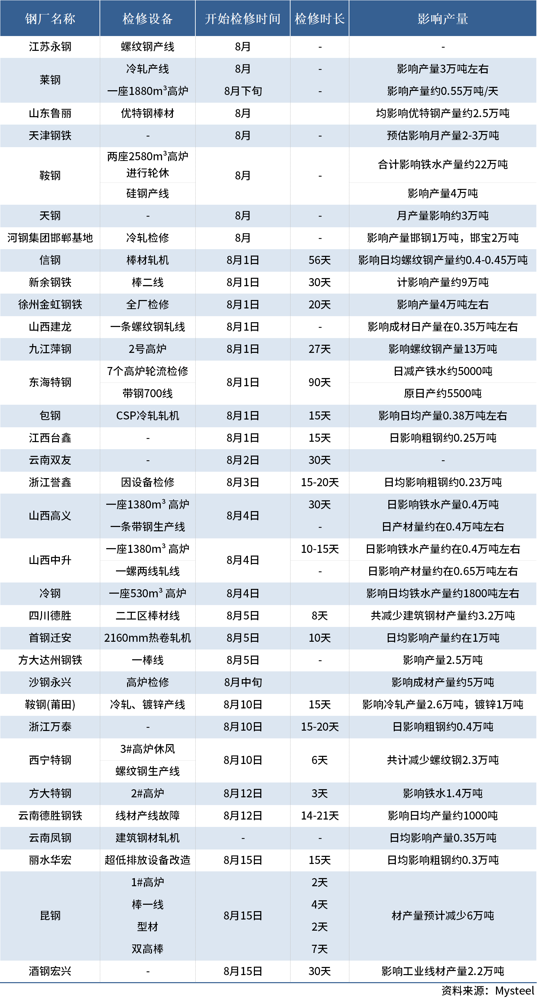 钢厂名称 检修设备 开始检修时间 检修时长 影响产量
江苏永钢 螺纹钢产线 8月 - -
莱钢 冷轧产线 8月 - 影响产量3万吨左右
一座1880m³高炉 8月下旬 - 影响产量约0.55万吨/天
山东鲁丽 优特钢棒材 8月 均影响优特钢产量约2.5万吨
天津钢铁 - 8月 - 预估影响月产量2-3万吨
鞍钢 两座2580m³高炉 8月 - 合计影响铁水产量约22万吨
进行轮休
硅钢产线 影响产量4万吨
天钢 - 8月 - 月产量影响约3万吨
河钢集团邯郸基地 冷轧检修 8月 - 影响产量邯钢1万吨，邯宝2万吨
信钢 棒材轧机 8月1日 56天 影响日均螺纹钢产量约0.4-0.45万吨
新余钢铁 棒二线 8月1日 30天 计影响产量约9万吨
徐州金虹钢铁 全厂检修 8月1日 20天 影响产量4万吨左右
山西建龙 一条螺纹钢轧线 8月1日 - 影响成材日产量在0.35万吨左右
九江萍钢 2号高炉 8月1日 27天 影响螺纹钢产量13万吨
东海特钢 7个高炉轮流检修 8月1日 90天 日减产铁水约5000吨
带钢700线 原日产约5500吨
包钢 CSP冷轧轧机 8月1日 15天 影响日均产量0.38万吨左右
江西台鑫 - 8月1日 15天 日影响粗钢约0.25万吨
云南双友 - 8月2日 30天 -
浙江誉鑫 因设备检修 8月3日 15-20天 日均影响粗钢约0.23万吨
山西高义 一座1380m³ 高炉 8月4日 30天 日影响铁水产量0.4万吨
一条带钢生产线 - 日产材量约在0.4万吨左右
山西中升 一座1380m³ 高炉 8月4日 10-15天 日影响铁水产量约在0.4万吨左右
一螺两线轧线 - 日影响产材量约在0.65万吨左右
冷钢 一座530m³ 高炉 8月4日 影响日均铁水产量约1800吨左右
四川德胜 二工区棒材线 8月5日 8天 共减少建筑钢材产量约3.2万吨
首钢迁安 2160mm热卷轧机 8月5日 10天 日均影响产量约在1万吨
方大达州钢铁 一棒线 8月5日 - 影响产量2.5万吨
沙钢永兴 高炉检修 8月中旬 影响成材产量约5万吨
鞍钢(莆田) 冷轧、镀锌产线 8月10日 15天 影响冷轧产量2.6万吨，镀锌1万吨
浙江万泰 - 8月10日 15-20天 日影响粗钢约0.4万吨
西宁特钢 3#高炉休风 8月10日 6天 共计减少螺纹钢2.3万吨
螺纹钢生产线
方大特钢 2#高炉 8月12日 3天 影响铁水1.4万吨
云南德胜钢铁 线材产线故障 8月12日 14-21天 影响日均产量约1000吨
云南凤钢 建筑钢材轧机 - - 日均影响产量0.35万吨
丽水华宏 超低排放设备改造 8月15日 15天 日均影响粗钢约0.3万吨
昆钢 1#高炉 8月15日 2天 材产量预计减少6万吨
棒一线 4天
型材 2天
双高棒 7天
酒钢宏兴 - 8月15日 30天 影响工业线材产量2.2万吨
资料来源：Mysteel